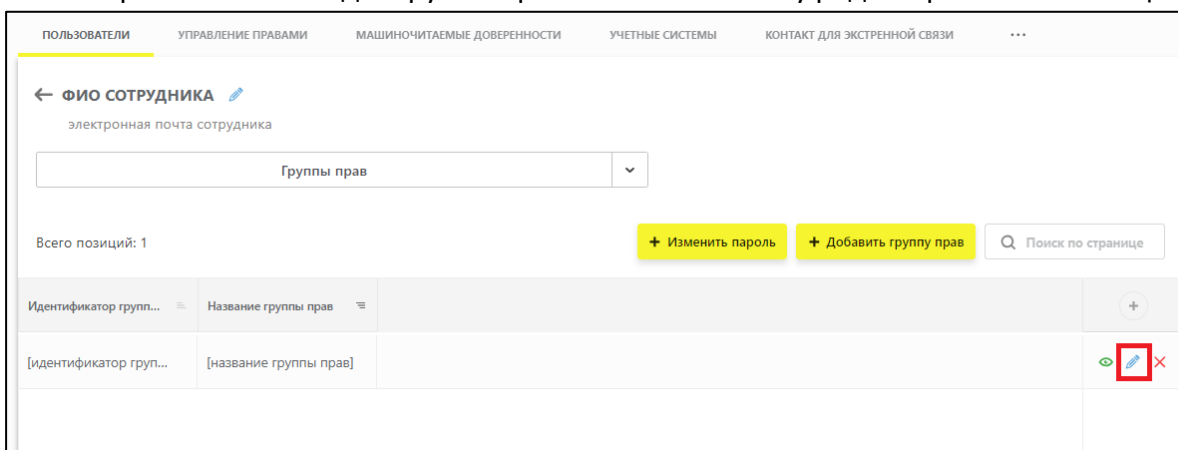 ПОЛЬЗОВАТЕЛИ УПРАВЛЕНИЕ ПРАВАМИ МАШИНОЧИТАЕМЫЕ ДОВЕРЕННОСТИ УЧЕТНЫЕ СИСТЕМЫ КОНТАКТ ДЛЯ ЭКСТРЕННОЙ СВЯЗИ ...
ФИО СОТРУДНИКА
электронная почта сотрудника
Группы прав
Всего позиций: 1 + Изменить пароль + Добавить группу прав Поиск по странице
Идентификатор групп... Название группы прав
[идентификатор груп... [название группы прав]